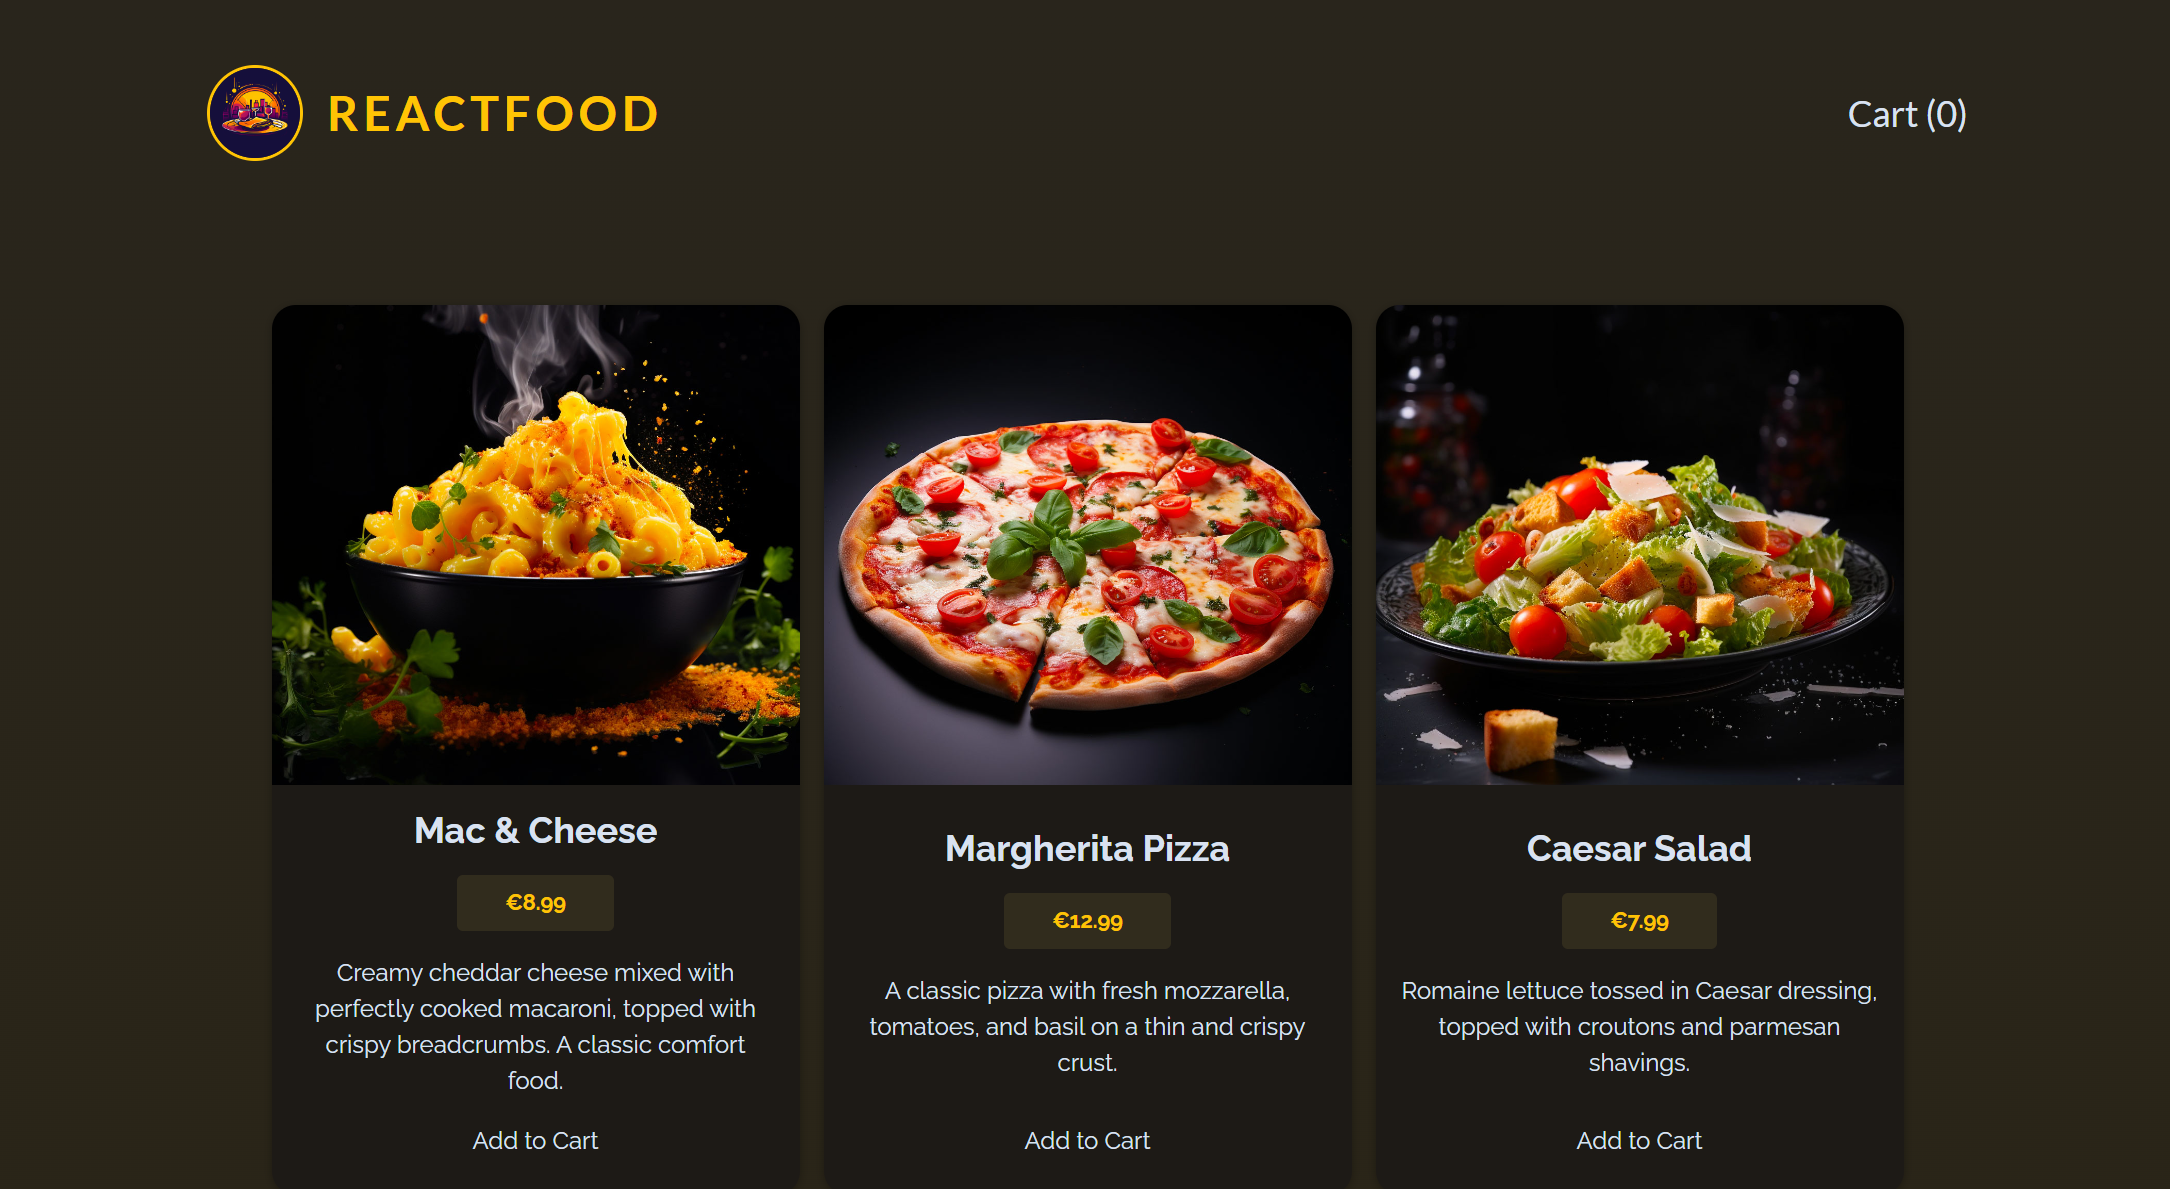 REACTFOOD
Cart (0)
Mac & Cheese
€8.99
Creamy cheddar cheese mixed with
perfectly cooked macaroni, topped with
crispy breadcrumbs. A classic comfort
food.
Add to Cart
Margherita Pizza
€12.99
A classic pizza with fresh mozzarella,
tomatoes, and basil on a thin and crispy
crust.
Add to Cart
Caesar Salad
€7.99
Romaine lettuce tossed in Caesar dressing,
topped with croutons and parmesan
shavings.
Add to Cart